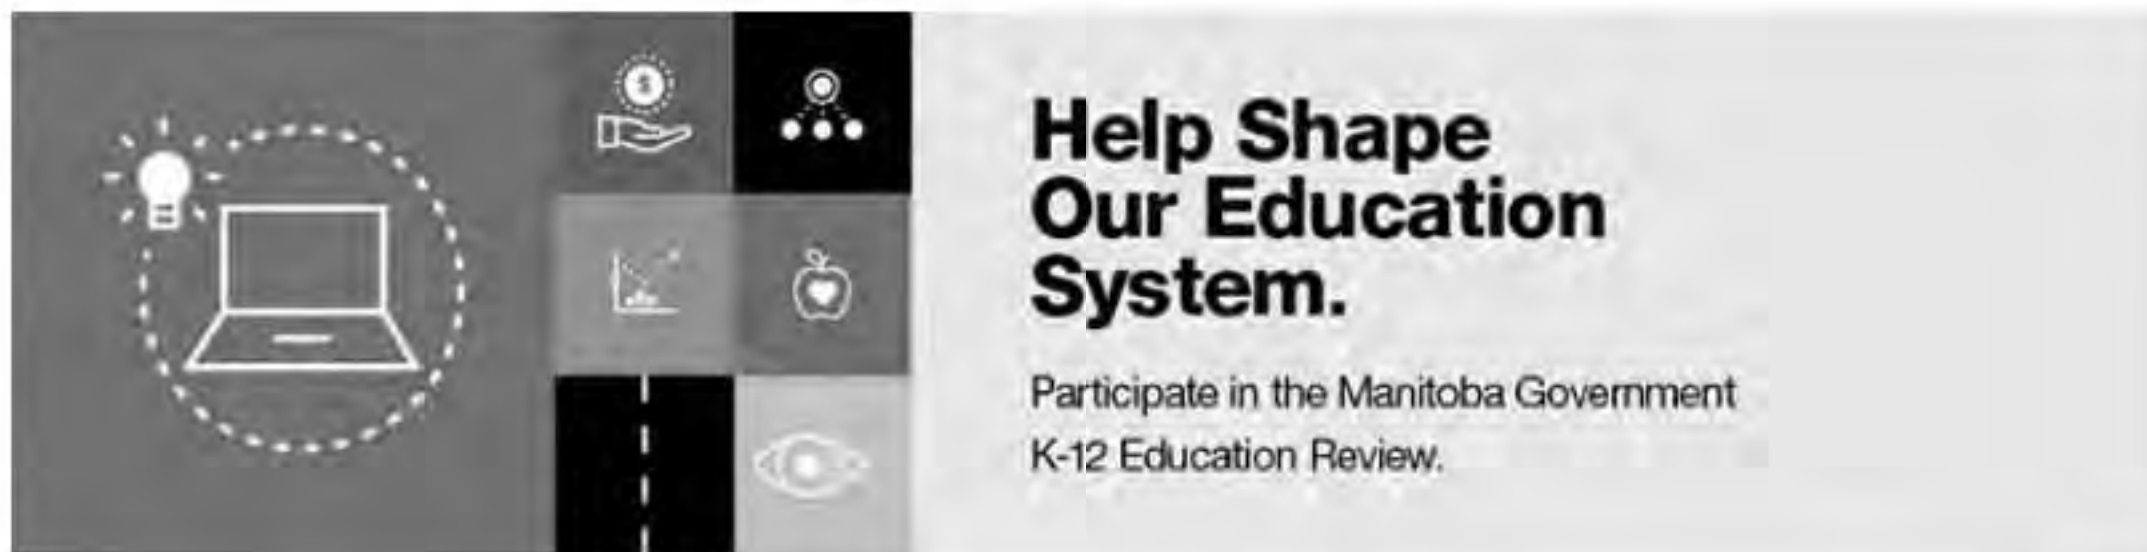 Help Shape
Our Education
System.
Participate in the Manitoba Government
K-12 Education Review.
$